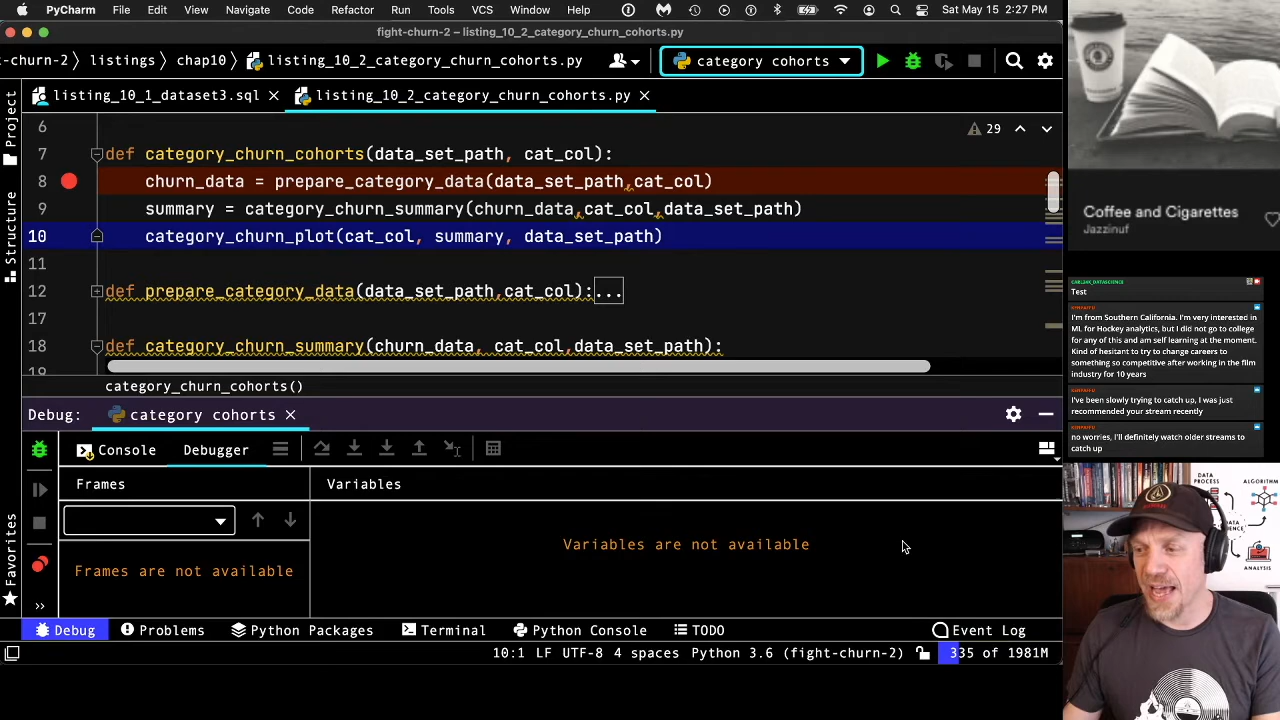 PyCharm File Edit View Navigate Code Refactor Run Tools VCS Window Help Sat May 15 2:27 PM
fight-churn-2 – listing_10_2_category_churn_cohorts.py
t-churn-2 listings chap10 listing_10_2_category_churn_cohorts.py category cohorts
Project
listing_10_1_dataset3.sql listing_10_2_category_churn_cohorts.py
6
29
7 def category_churn_cohorts(data_set_path, cat_col):
8 churn_data = prepare_category_data(data_set_path,cat_col)
9 summary = category_churn_summary(churn_data,cat_col,data_set_path)
10 category_churn_plot(cat_col, summary, data_set_path)
11
12 def prepare_category_data(data_set_path,cat_col):...
17
18 def category_churn_summary(churn_data, cat_col,data_set_path):
19
Structure
category_churn_cohorts()
Debug: category cohorts
Console Debugger
Frames Variables
Variables are not available
Frames are not available
Favorites
Debug Problems Python Packages Terminal Python Console TODO Event Log
10:1 LF UTF-8 4 spaces Python 3.6 (fight-churn-2) 335 of 1981M
Coffee and Cigarettes
Jazzinuf
Test
I'm from Southern California. I'm very interested in
ML for Hockey analytics, but I did not go to college
for any of this and am self learning at the moment.
Kind of hesitant to try to change careers to
something so competitive after working in the film
industry for 10 years
I've been slowly trying to catch up, I was just
recommended your stream recently
no worries, I'll definitely watch older streams to
catch up
DATA
PROCESS
ALGORITHM
ANALYSIS